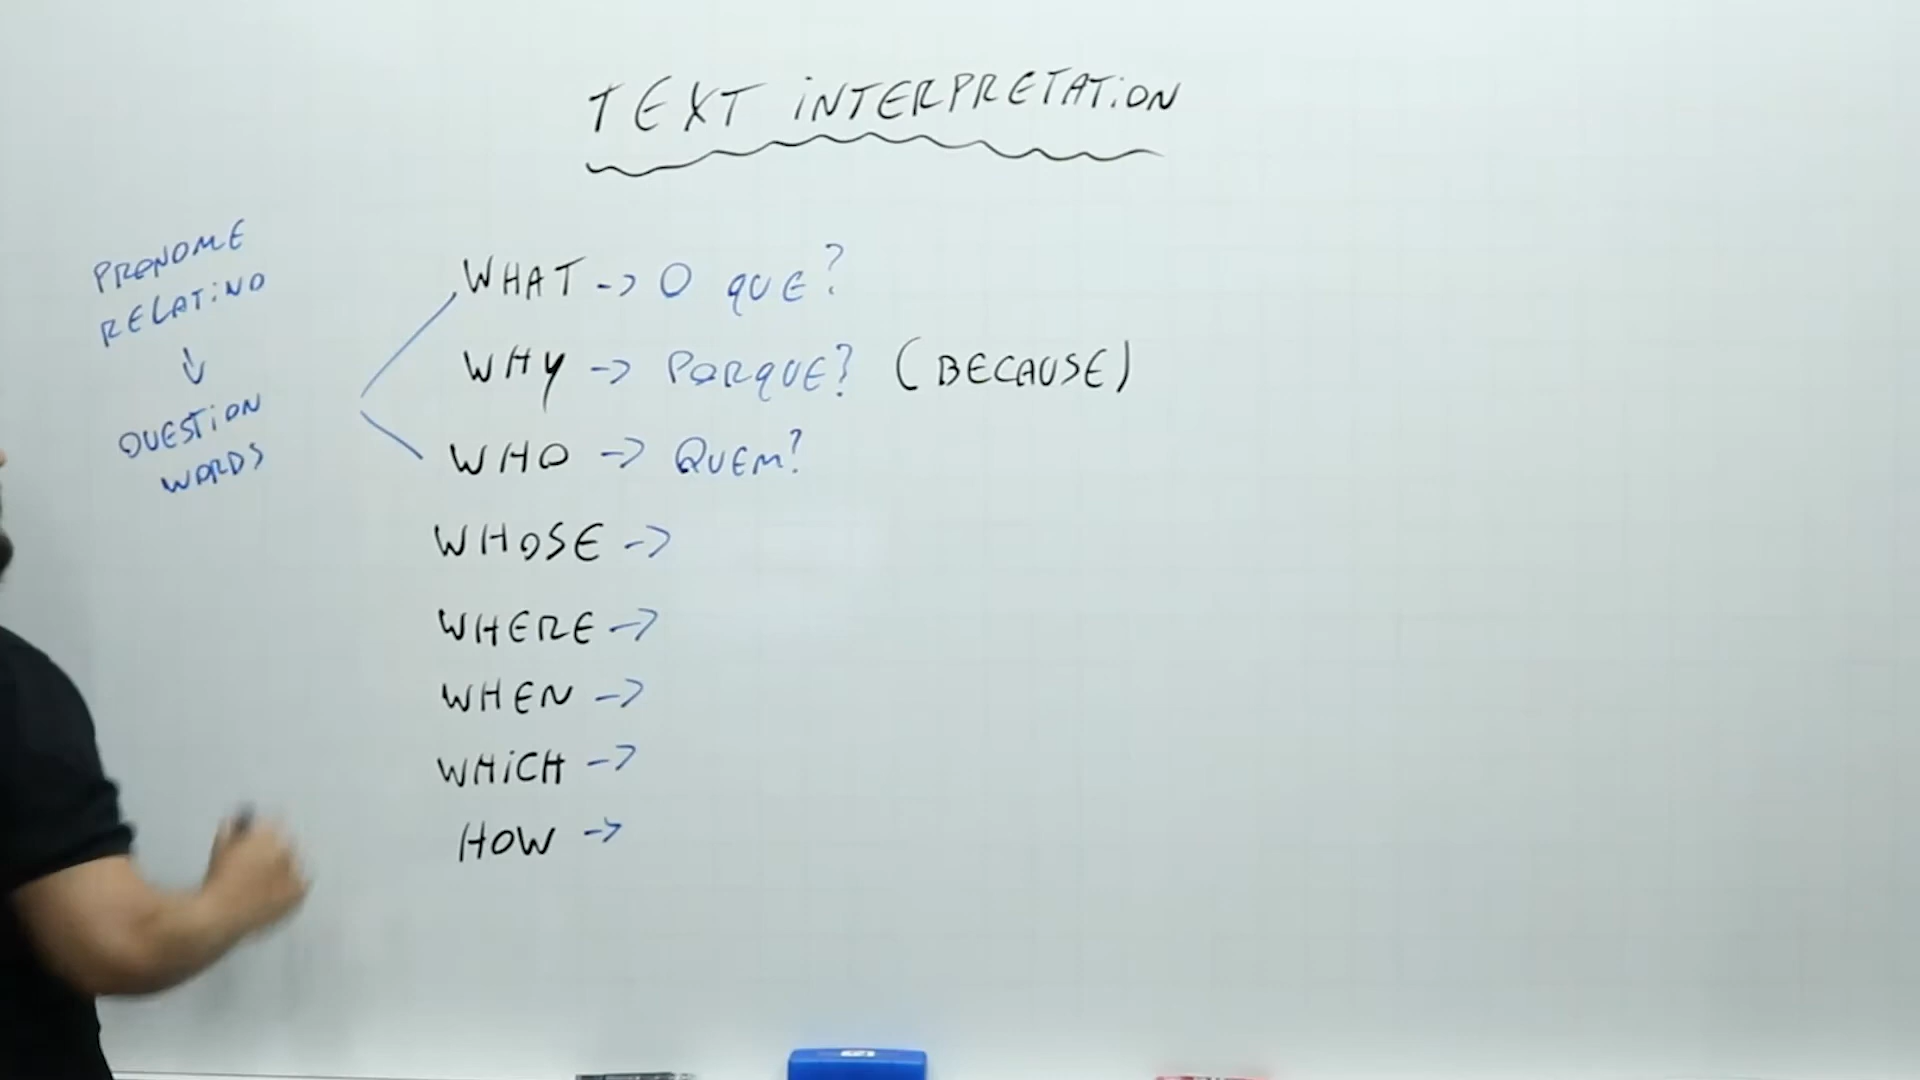 TEXT INTERPRETATION
PRONOME
RELATIVO
↓
QUESTION
WORDS
WHAT -> O QUE?
WHY -> PORQUE? (BECAUSE)
WHO -> QUEM?
WHOSE ->
WHERE ->
WHEN ->
WHICH ->
HOW ->